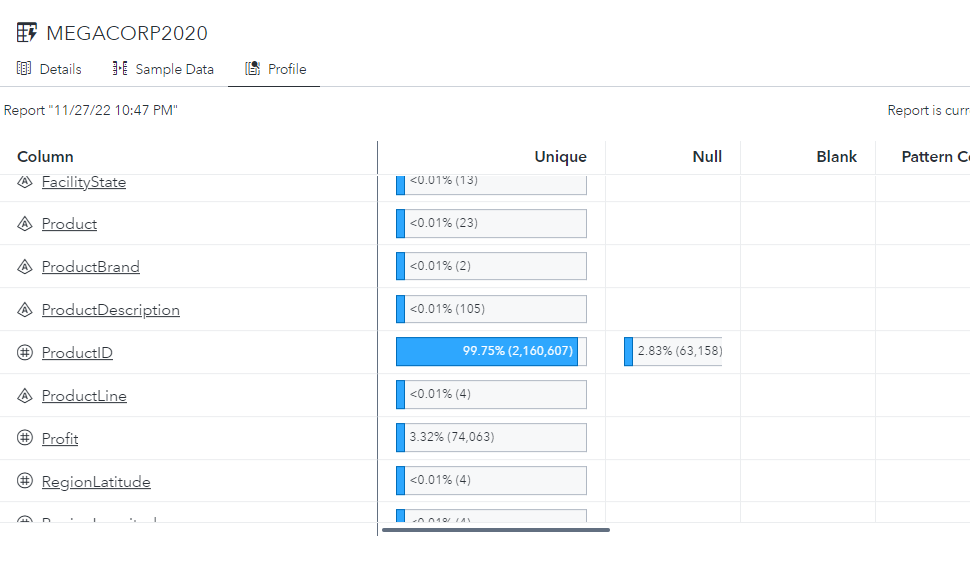 MEGACORP2020
Details Sample Data Profile
Report "11/27/22 10:47 PM" Report is curr
Column Unique Null Blank Pattern Co
FacilityState <0.01% (13)
Product <0.01% (23)
ProductBrand <0.01% (2)
ProductDescription <0.01% (105)
ProductID 99.75% (2,160,607) 2.83% (63,158)
ProductLine <0.01% (4)
Profit 3.32% (74,063)
RegionLatitude <0.01% (4)
<0.01% (4)